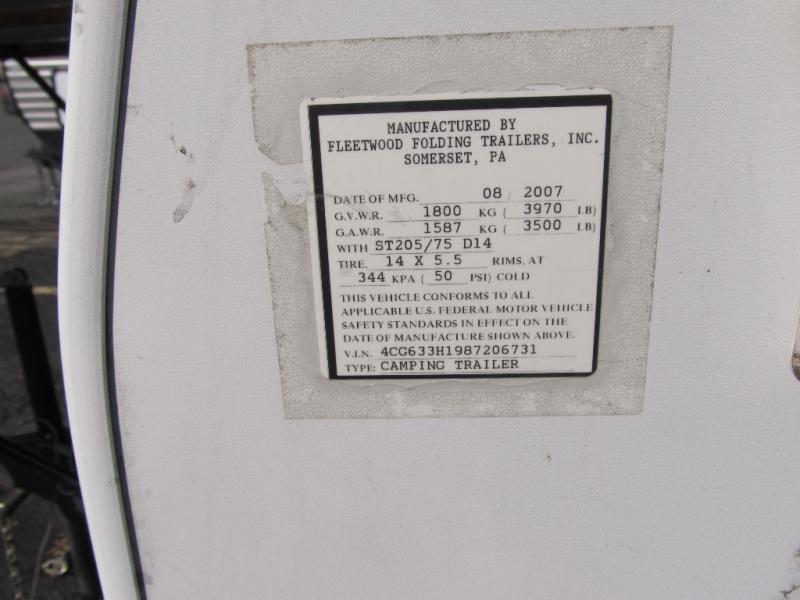 MANUFACTURED BY
FLEETWOOD FOLDING TRAILERS, INC.
SOMERSET, PA
DATE OF MFG. 08 / 2007
G.V.W.R. 1800 KG ( 3970 LB)
G.A.W.R. 1587 KG ( 3500 LB)
WITH ST205/75 D14
TIRE, 14 X 5.5 RIMS, AT
344 KPA ( 50 PSI) COLD
THIS VEHICLE CONFORMS TO ALL
APPLICABLE U.S. FEDERAL MOTOR VEHICLE
SAFETY STANDARDS IN EFFECT ON THE
DATE OF MANUFACTURE SHOWN ABOVE.
V.I.N. 4CG633H1987206731
TYPE: CAMPING TRAILER